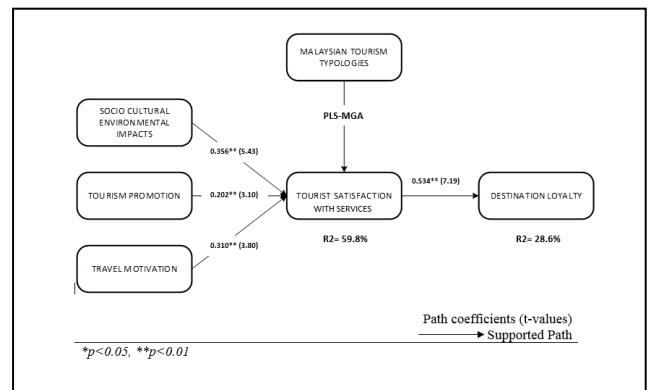 MALAYSIAN TOURISM
TYPOLOGIES
PLS-MGA
SOCIO CULTURAL
ENVIRONMENTAL
IMPACTS
0.356** (5.43)
TOURISM PROMOTION
0.202** (3.10)
TOURIST SATISFACTION
WITH SERVICES
0.534** (7.19)
DESTINATION LOYALTY
R2= 59.8%
R2= 28.6%
0.310** (3.80)
TRAVEL MOTIVATION
Path coefficients (t-values)
Supported Path
*p<0.05, **p<0.01